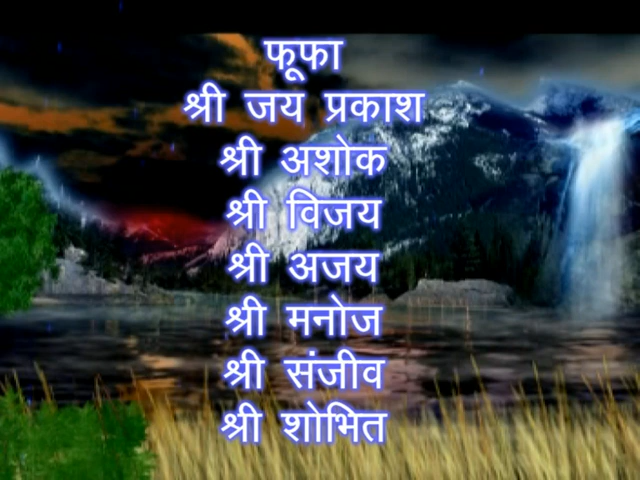 फूफा
श्री जय प्रकाश
श्री अशोक
श्री विजय
श्री अजय
श्री मनोज
श्री संजीव
श्री शोभित